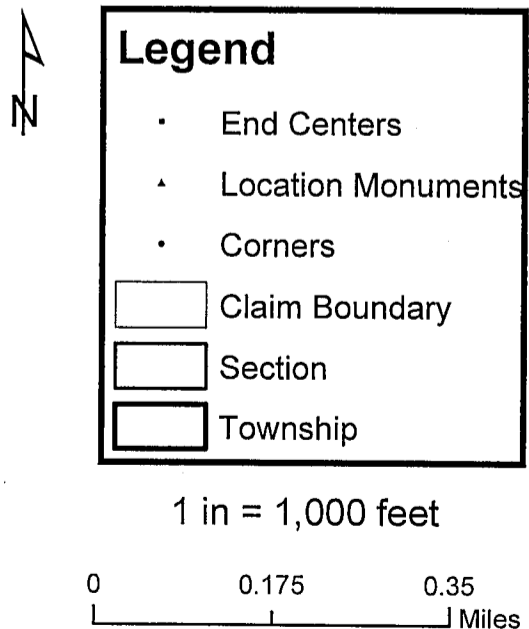 N
Legend
End Centers
Location Monuments
Corners
Claim Boundary
Section
Township
1 in = 1,000 feet
0 0.175 0.35
Miles